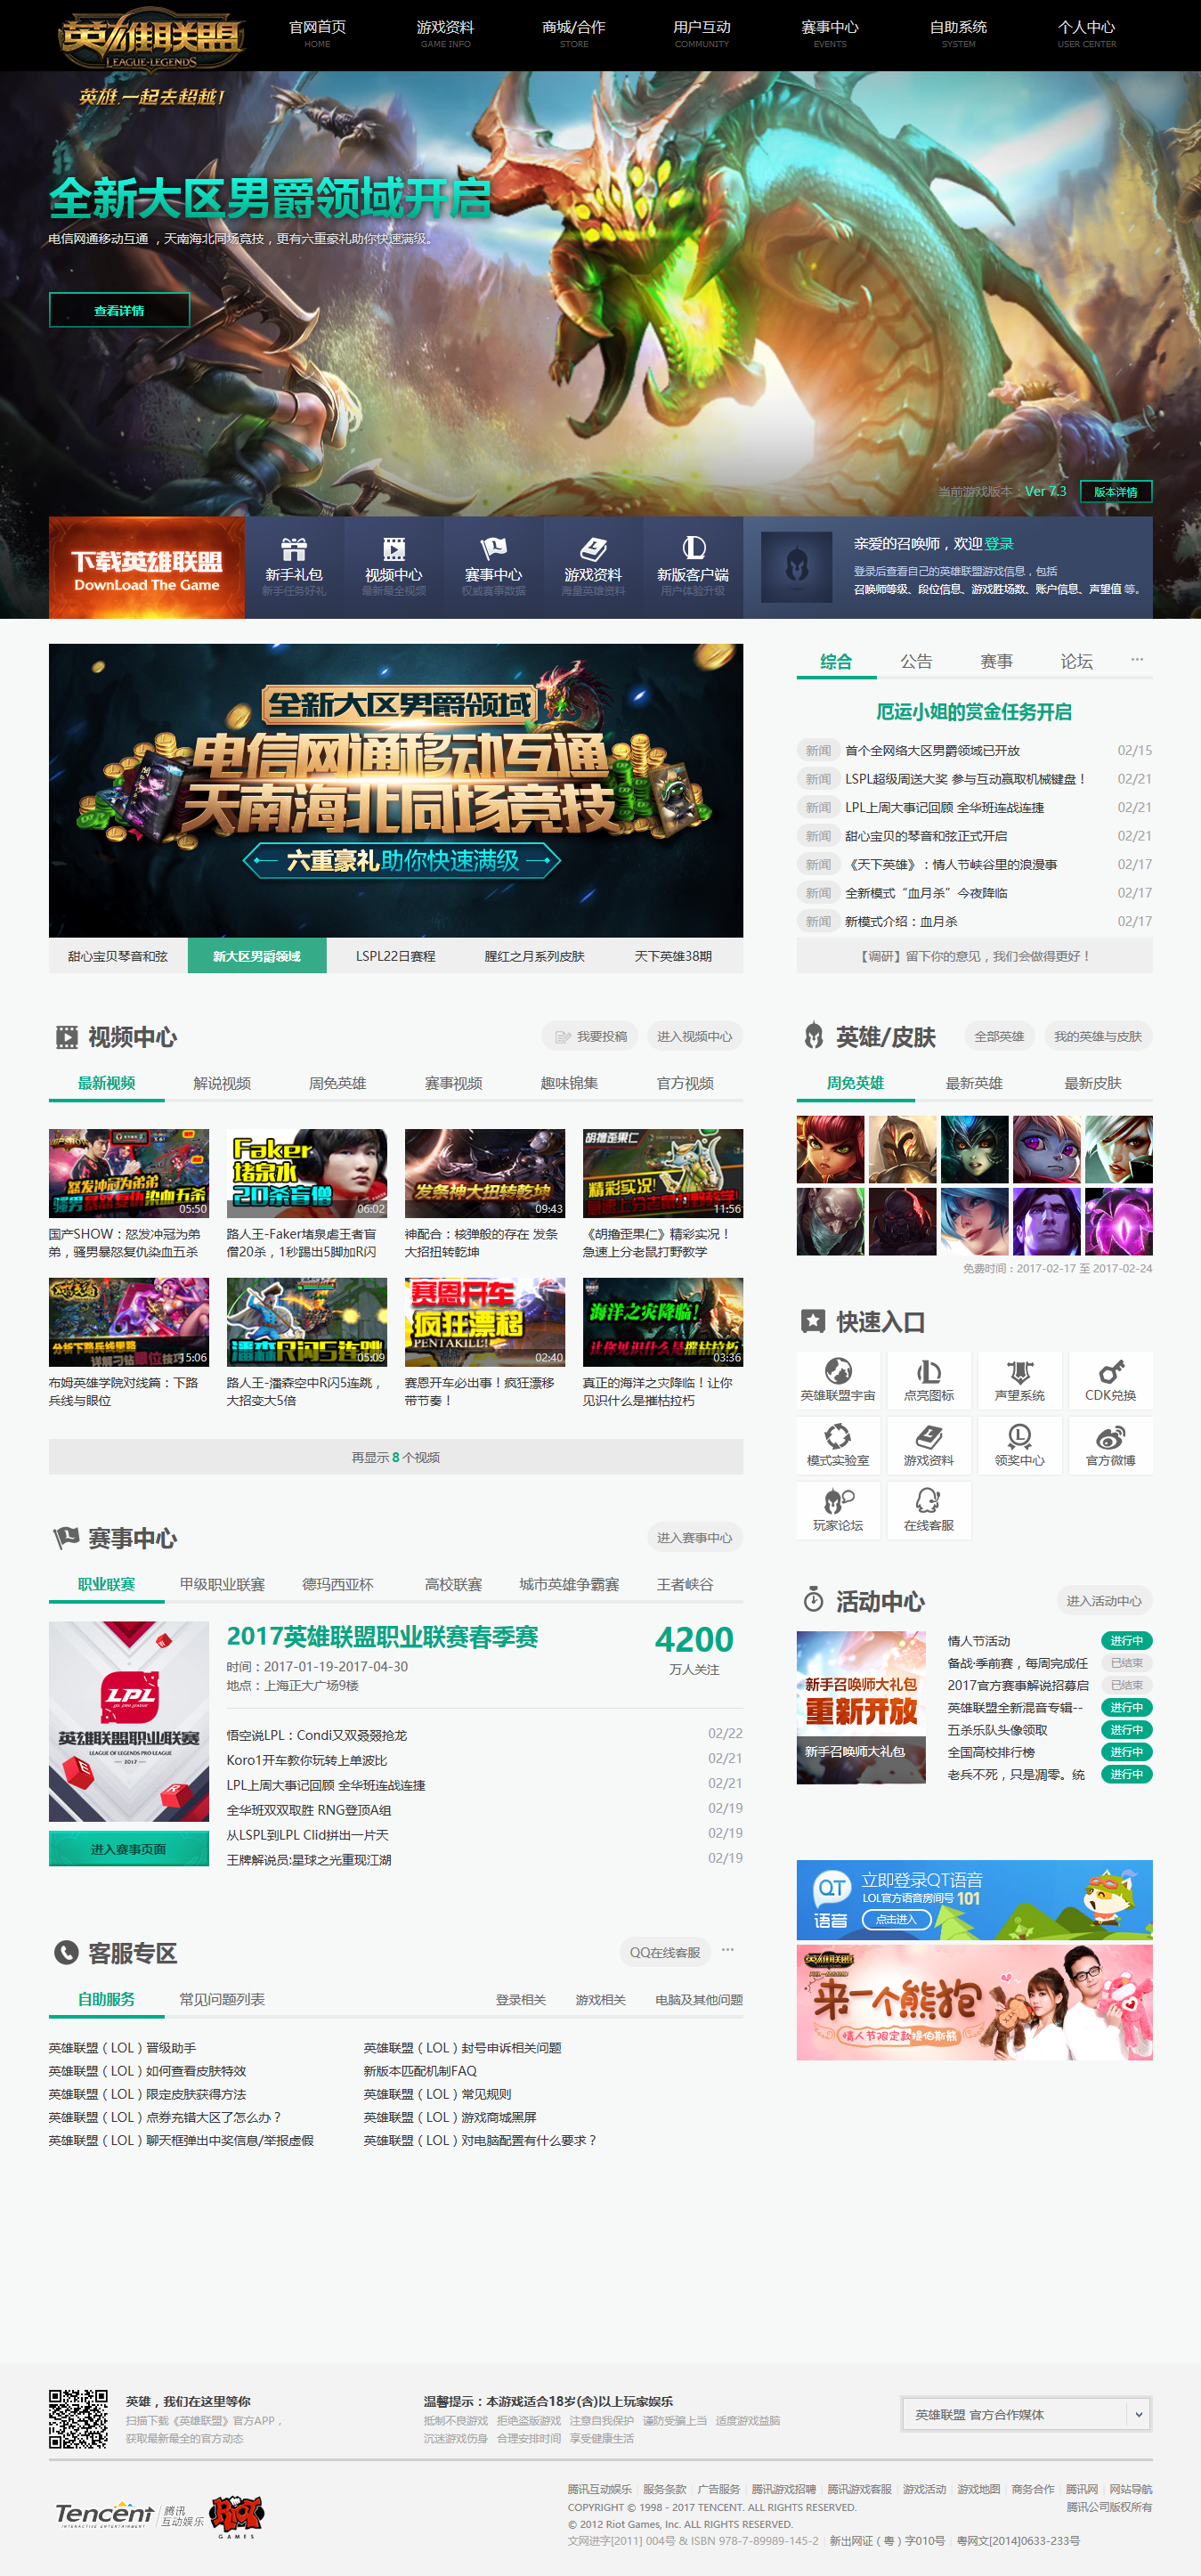 英雄联盟
LEAGUE·LEGENDS
英雄,一起去超越!
官网首页
HOME
游戏资料
GAME INFO
商城/合作
STORE
用户互动
COMMUNITY
赛事中心
EVENTS
自助系统
SYSTEM
个人中心
USER CENTER
全新大区男爵领域开启
电信网通移动互通 ，天南海北同场竞技，更有六重豪礼助你快速满级。
查看详情
当前游戏版本：Ver 7.3
版本详情
下载英雄联盟
DownLoad The Game
新手礼包
新手任务好礼
视频中心
最新最全视频
赛事中心
权威赛事数据
游戏资料
海量英雄资料
新版客户端
用户体验升级
亲爱的召唤师，欢迎 登录
登录后查看自己的英雄联盟游戏信息，包括
召唤师等级、段位信息、游戏胜场数、账户信息、声望值 等。
全新大区男爵领域
电信网通移动互通
天南海北同场竞技
六重豪礼助你快速满级
甜心宝贝琴音和弦
新大区男爵领域
LSPL22日赛程
腥红之月系列皮肤
天下英雄38期
综合
公告
赛事
论坛
厄运小姐的赏金任务开启
新闻 首个全网络大区男爵领域已开放 02/15
新闻 LSPL超级周送大奖 参与互动赢取机械键盘！ 02/21
新闻 LPL上周大事记回顾 全华班连战连捷 02/21
新闻 甜心宝贝的琴音和弦正式开启 02/21
新闻 《天下英雄》：情人节峡谷里的浪漫事 02/17
新闻 全新模式“血月杀”今夜降临 02/17
新闻 新模式介绍：血月杀 02/17
【调研】留下你的意见，我们会做得更好！
视频中心
我要投稿
进入视频中心
最新视频
解说视频
周免英雄
赛事视频
趣味锦集
官方视频
怒发冲冠为弟弟
骚男暴怒复仇染血五杀
05:50
国产SHOW：怒发冲冠为弟
弟，骚男暴怒复仇染血五杀
Faker
堵泉水
20杀盲僧
06:02
路人王-Faker堵泉虐王者盲
僧20杀，1秒踢出5脚加R闪
发条神大扭转乾坤
09:43
神配合：核弹般的存在 发条
大招扭转乾坤
胡撸歪果仁
精彩实况!
急速上分老鼠打野教学!
11:56
《胡撸歪果仁》精彩实况！
急速上分老鼠打野教学
分析下路兵线思路
详解刁钻眼位技巧
15:06
布姆英雄学院对线篇：下路
兵线与眼位
潘森R闪5连跳
05:09
路人王-潘森空中R闪5连跳，
大招变大5倍
赛恩开车
疯狂漂移
PENTAKILL!
02:40
赛恩开车必出事！疯狂漂移
带节奏！
海洋之灾降临!
让你见识什么是摧枯拉朽
03:36
真正的海洋之灾降临！让你
见识什么是摧枯拉朽
再显示 8 个视频
英雄/皮肤
全部英雄
我的英雄与皮肤
周免英雄
最新英雄
最新皮肤
免费时间：2017-02-17 至 2017-02-24
快速入口
英雄联盟宇宙
点亮图标
声望系统
CDK兑换
模式实验室
游戏资料
领奖中心
官方微博
玩家论坛
在线客服
赛事中心
进入赛事中心
职业联赛
甲级职业联赛
德玛西亚杯
高校联赛
城市英雄争霸赛
王者峡谷
LPL
英雄联盟职业联赛
LEAGUE OF LEGENDS PRO LEAGUE
— 2017 —
进入赛事页面
2017英雄联盟职业联赛春季赛
时间：2017-01-19-2017-04-30
地点：上海正大广场9楼
4200
万人关注
悟空说LPL：Condi又双叒叕抢龙 02/22
Koro1开车教你玩转上单波比 02/21
LPL上周大事记回顾 全华班连战连捷 02/21
全华班双双取胜 RNG登顶A组 02/19
从LSPL到LPL Clid拼出一片天 02/19
王牌解说员:星球之光重现江湖 02/19
活动中心
进入活动中心
新手召唤师大礼包
重新开放
新手召唤师大礼包
情人节活动 进行中
备战·季前赛，每周完成任 已结束
2017官方赛事解说招募启 已结束
英雄联盟全新混音专辑-- 进行中
五杀乐队头像领取 进行中
全国高校排行榜 进行中
老兵不死，只是凋零。统 进行中
QT
语音
立即登录QT语音
LOL官方语音房间号 101
点击进入
英雄联盟
来一个熊抱
情人节限定款提伯斯熊
客服专区
QQ在线客服
自助服务
常见问题列表
登录相关
游戏相关
电脑及其他问题
英雄联盟（LOL）晋级助手
英雄联盟（LOL）封号申诉相关问题
英雄联盟（LOL）如何查看皮肤特效
新版本匹配机制FAQ
英雄联盟（LOL）限定皮肤获得方法
英雄联盟（LOL）常见规则
英雄联盟（LOL）点券充错大区了怎么办？
英雄联盟（LOL）游戏商城黑屏
英雄联盟（LOL）聊天框弹出中奖信息/举报虚假
英雄联盟（LOL）对电脑配置有什么要求？
英雄，我们在这里等你
扫描下载《英雄联盟》官方APP，
获取最新最全的官方动态
温馨提示：本游戏适合18岁(含)以上玩家娱乐
抵制不良游戏 拒绝盗版游戏 注意自我保护 谨防受骗上当 适度游戏益脑
沉迷游戏伤身 合理安排时间 享受健康生活
英雄联盟 官方合作媒体
Tencent 腾讯
INTERACTIVE ENTERTAINMENT 互动娱乐
RIOT
GAMES
腾讯互动娱乐 | 服务条款 | 广告服务 | 腾讯游戏招聘 | 腾讯游戏客服 | 游戏活动 | 游戏地图 | 商务合作 | 腾讯网 | 网站导航
COPYRIGHT © 1998 - 2017 TENCENT. ALL RIGHTS RESERVED. 腾讯公司版权所有
© 2012 Riot Games, Inc. ALL RIGHTS RESERVED.
文网进字[2011] 004号 & ISBN 978-7-89989-145-2 | 新出网证（粤）字010号 | 粤网文[2014]0633-233号